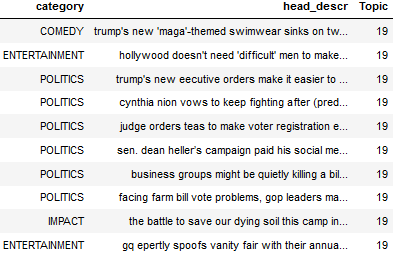 category head_descr Topic
COMEDY trump's new 'maga'-themed swimwear sinks on tw... 19
ENTERTAINMENT hollywood doesn't need 'difficult' men to make... 19
POLITICS trump's new eecutive orders make it easier to ... 19
POLITICS cynthia nion vows to keep fighting after (pred... 19
POLITICS judge orders teas to make voter registration e... 19
POLITICS sen. dean heller's campaign paid his social me... 19
POLITICS business groups might be quietly killing a bil... 19
POLITICS facing farm bill vote problems, gop leaders ma... 19
IMPACT the battle to save our dying soil this camp in... 19
ENTERTAINMENT gq epertly spoofs vanity fair with their annua... 19